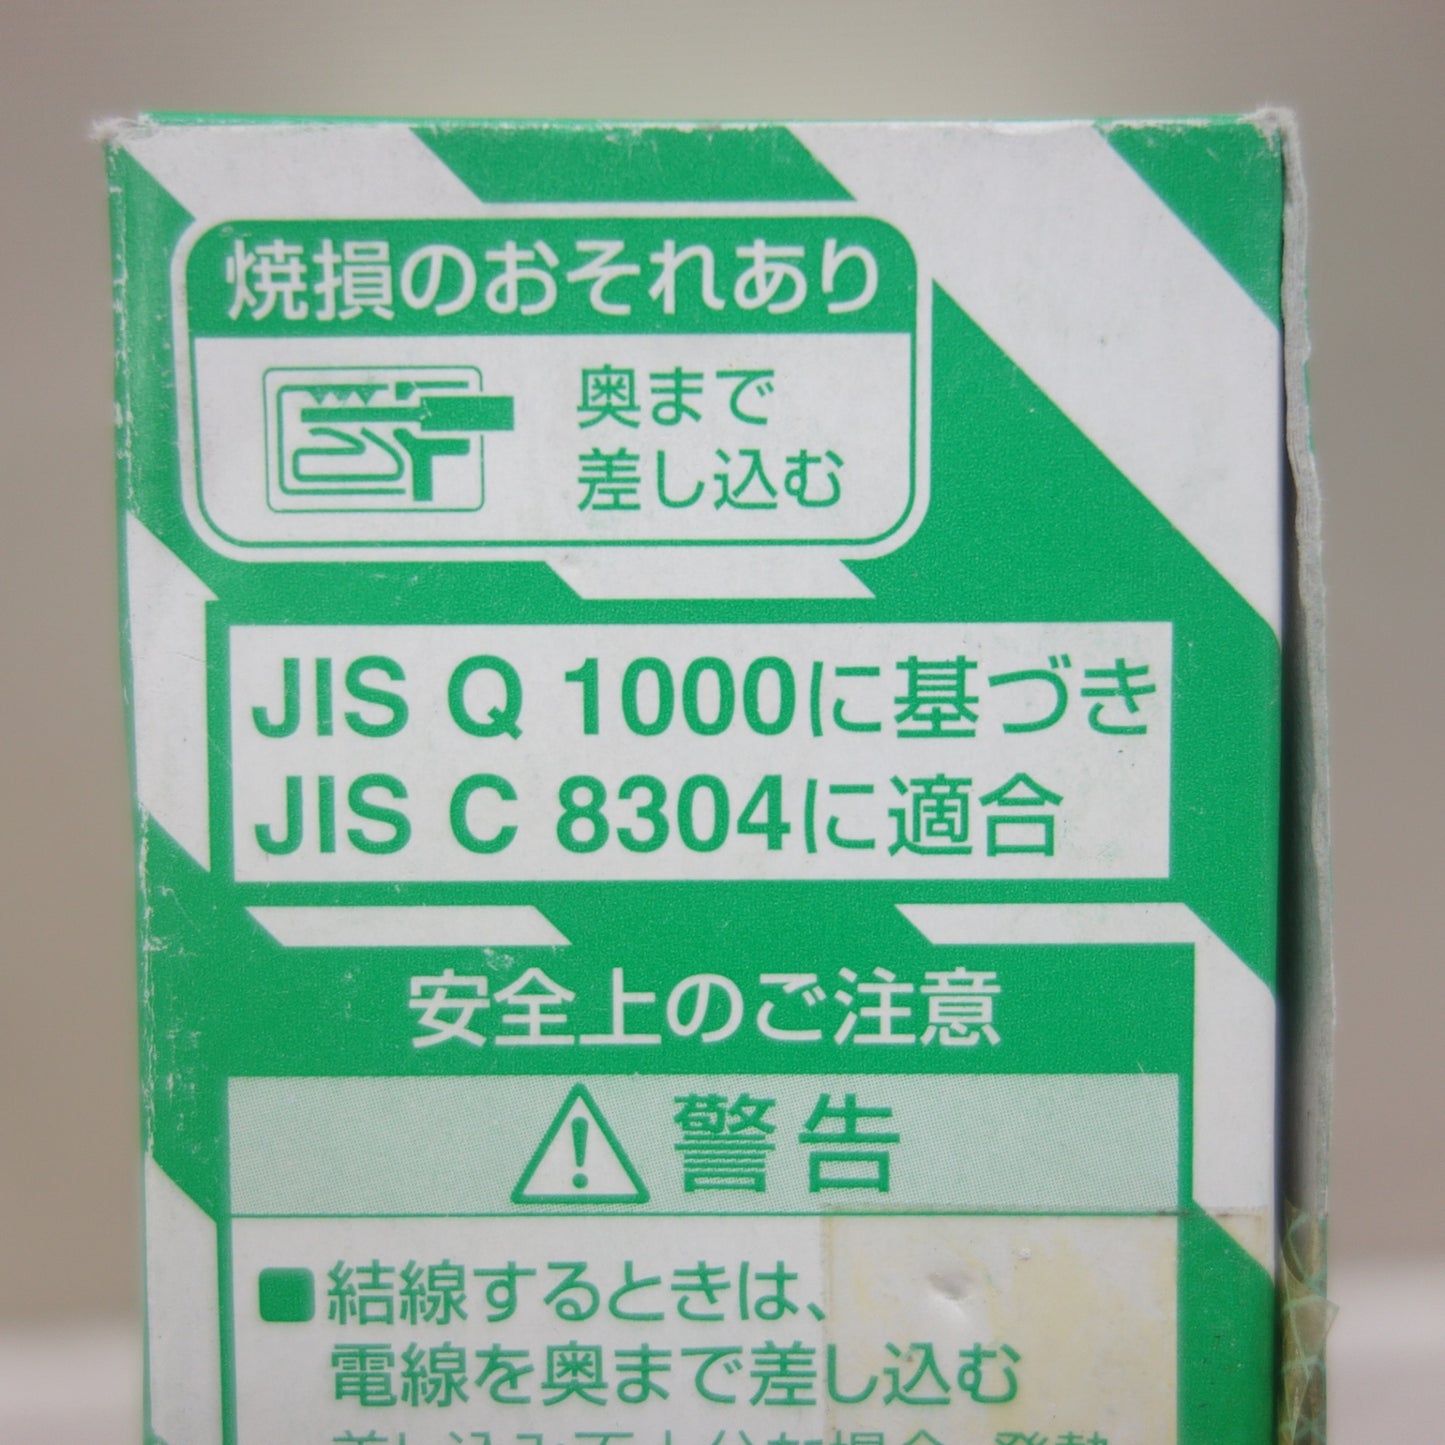 焼損のおそれあり
奥まで
差し込む
JIS Q 1000に基づき
JIS C 8304に適合
安全上のご注意
警告
■結線するときは、
電線を奥まで差し込む